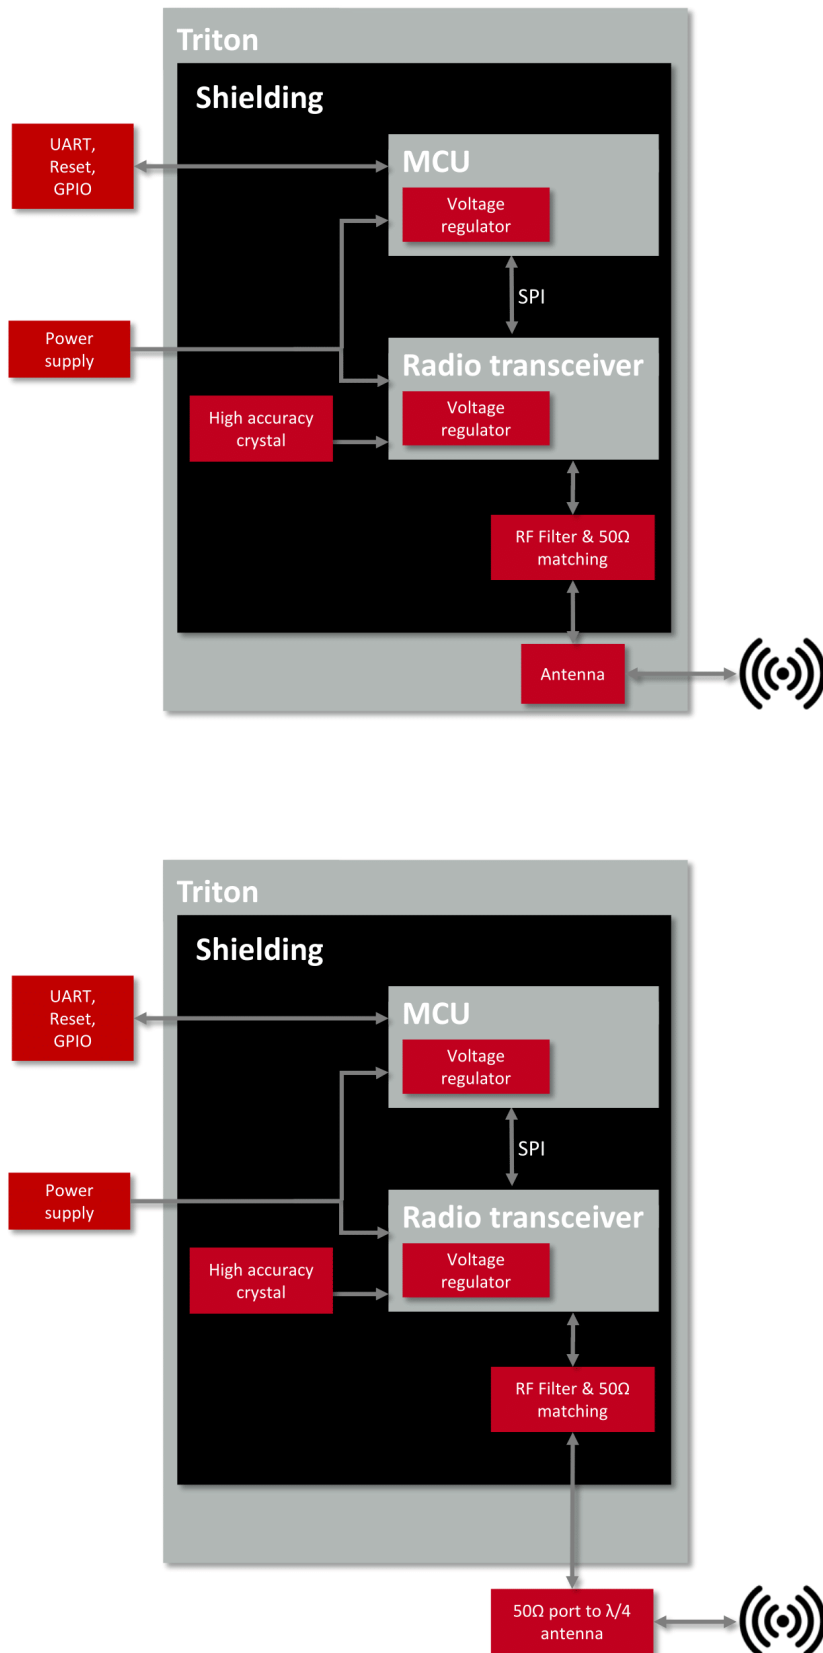 Triton
Shielding
UART,
Reset,
GPIO
MCU
Voltage
regulator
SPI
Power
supply
Radio transceiver
Voltage
regulator
High accuracy
crystal
RF Filter & 50Ω
matching
Antenna
Triton
Shielding
UART,
Reset,
GPIO
MCU
Voltage
regulator
SPI
Power
supply
Radio transceiver
Voltage
regulator
High accuracy
crystal
RF Filter & 50Ω
matching
50Ω port to λ/4
antenna